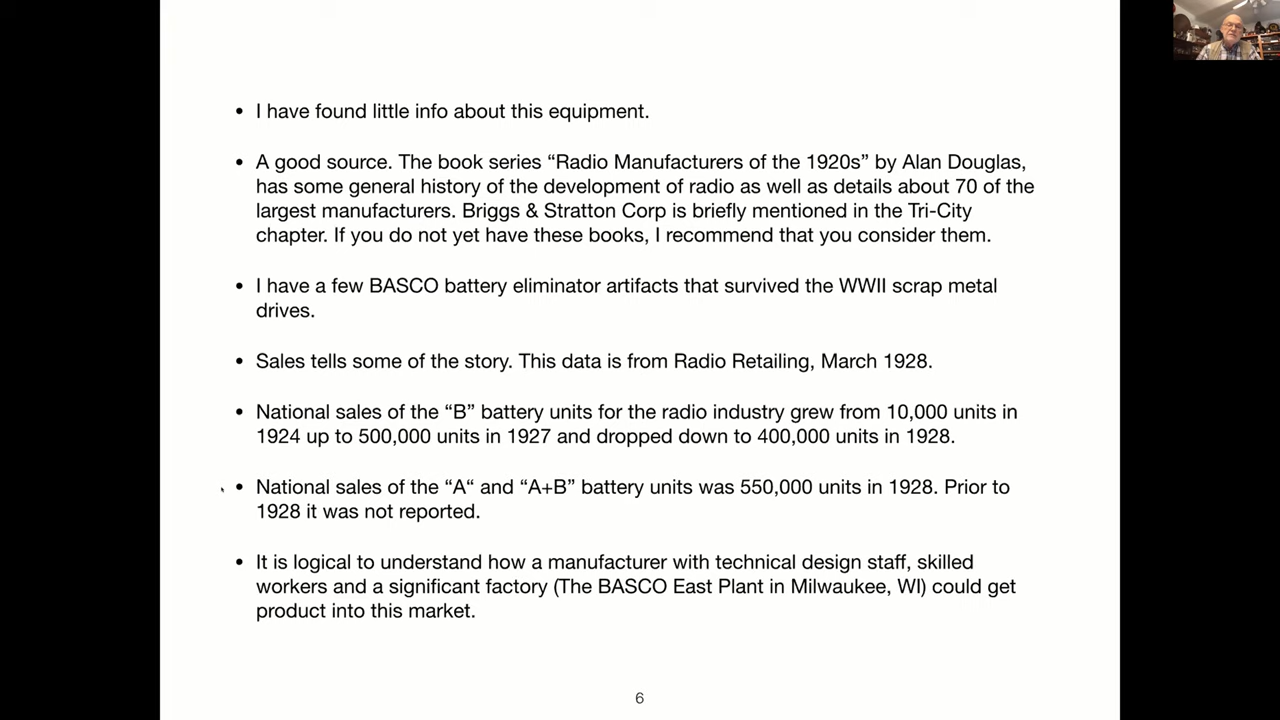 • I have found little info about this equipment.
• A good source. The book series “Radio Manufacturers of the 1920s” by Alan Douglas,
has some general history of the development of radio as well as details about 70 of the
largest manufacturers. Briggs & Stratton Corp is briefly mentioned in the Tri-City
chapter. If you do not yet have these books, I recommend that you consider them.
• I have a few BASCO battery eliminator artifacts that survived the WWII scrap metal
drives.
• Sales tells some of the story. This data is from Radio Retailing, March 1928.
• National sales of the “B” battery units for the radio industry grew from 10,000 units in
1924 up to 500,000 units in 1927 and dropped down to 400,000 units in 1928.
• National sales of the “A“ and “A+B” battery units was 550,000 units in 1928. Prior to
1928 it was not reported.
• It is logical to understand how a manufacturer with technical design staff, skilled
workers and a significant factory (The BASCO East Plant in Milwaukee, WI) could get
product into this market.
6